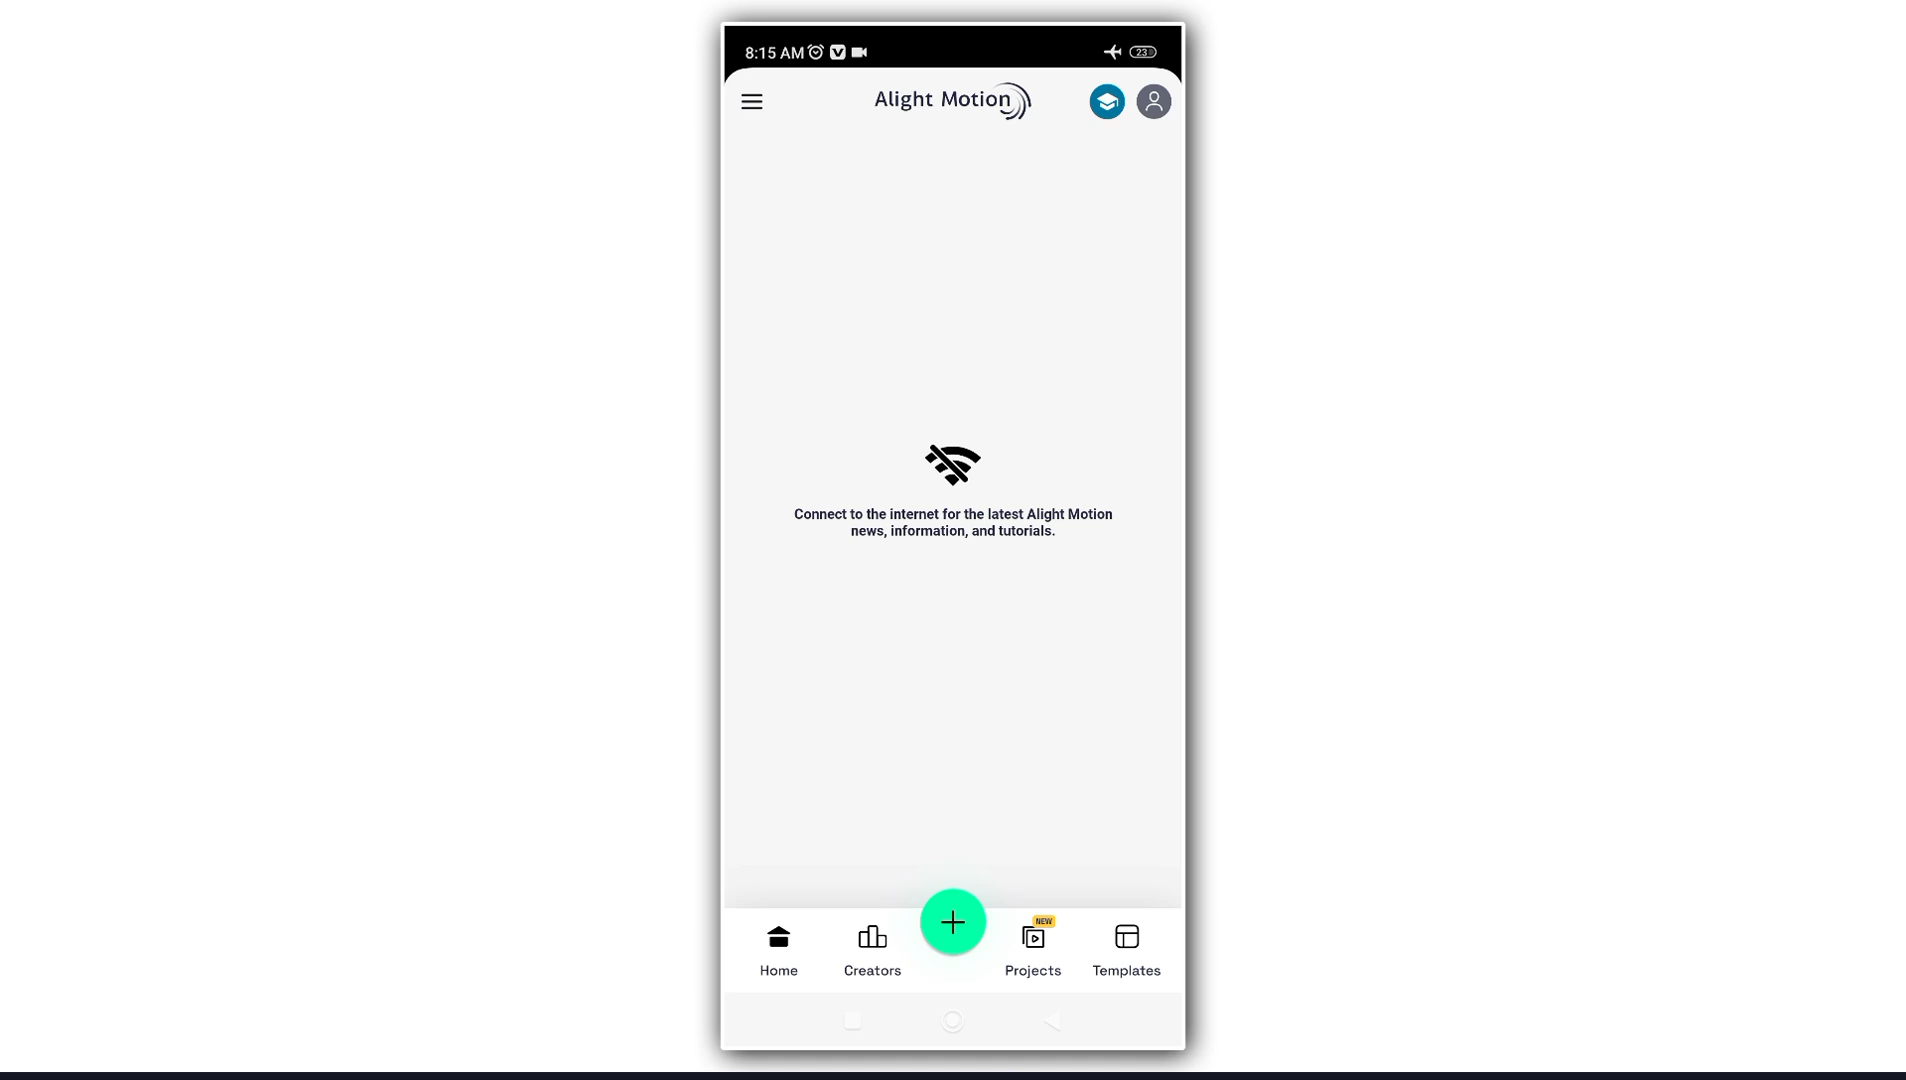 8:15 AM
23
Alight Motion
Connect to the internet for the latest Alight Motion
news, information, and tutorials.
NEW
Home
Creators
Projects
Templates